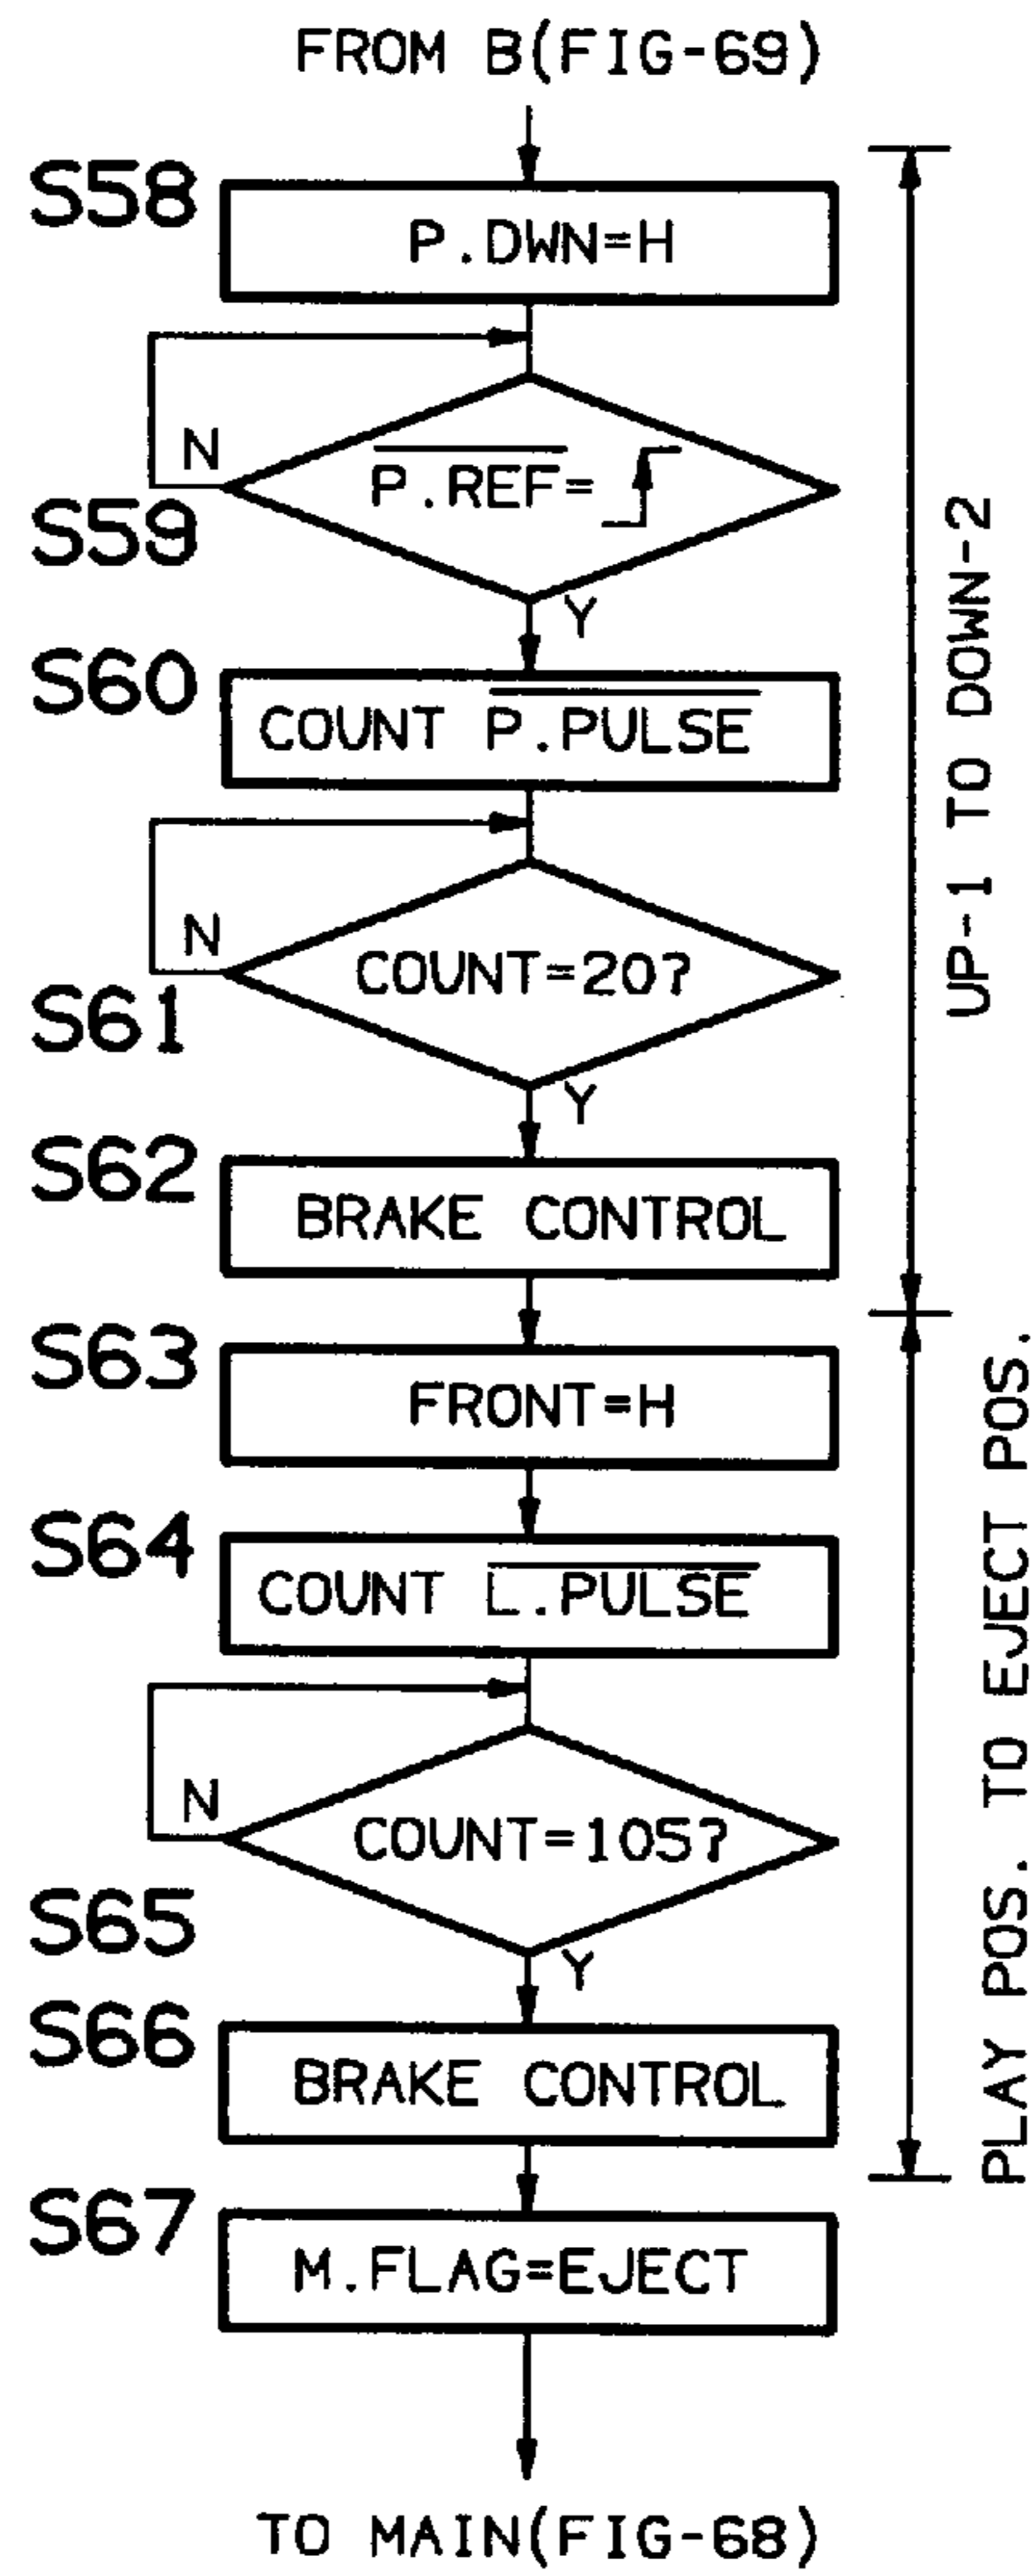 FROM B(FIG-69)
S58
P.DWN=H
N
P.REF=
S59
Y
S60
COUNT P.PULSE
N
COUNT=20?
S61
Y
S62
BRAKE CONTROL
UP-1 TO DOWN-2
S63
FRONT=H
S64
COUNT L.PULSE
N
COUNT=105?
S65
Y
S66
BRAKE CONTROL
PLAY POS. TO EJECT POS.
S67
M.FLAG=EJECT
TO MAIN(FIG-68)